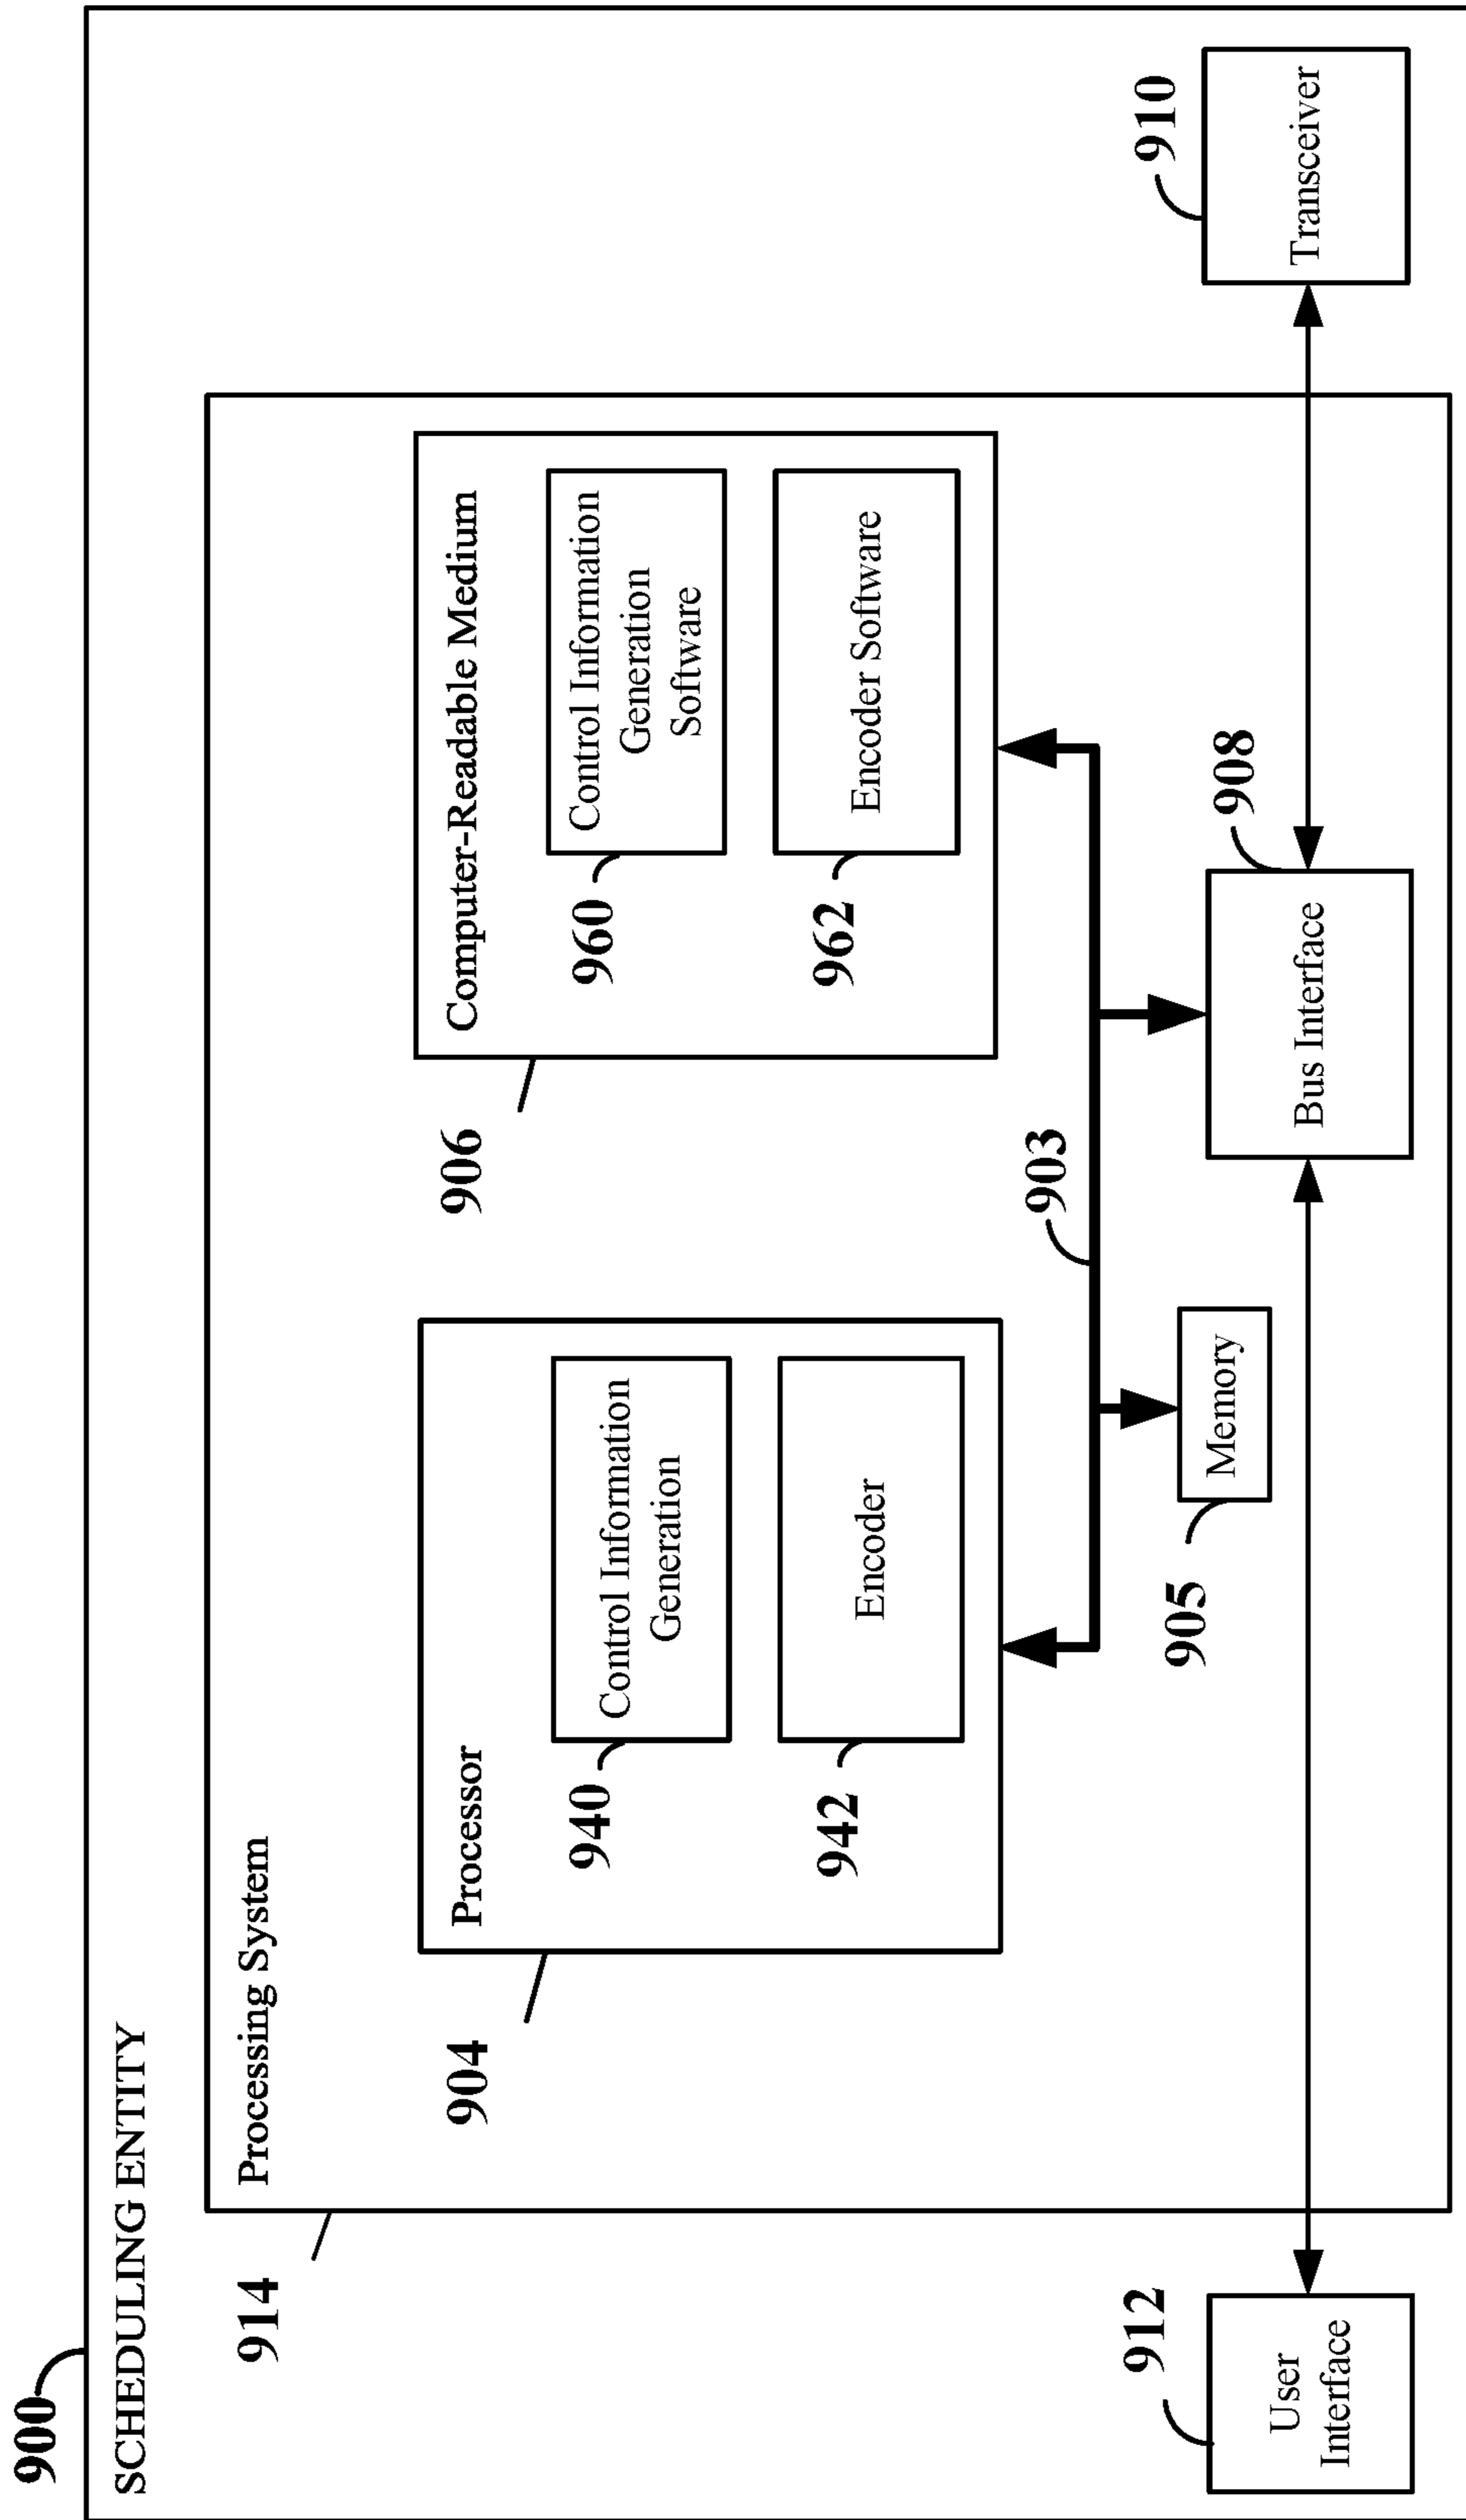 900
SCHEDULING ENTITY
914
Processing System
904
Processor
940
Control Information
Generation
942
Encoder
906
Computer-Readable Medium
960
Control Information
Generation
Software
962
Encoder Software
903
905
Memory
908
Bus Interface
912
User
Interface
910
Transceiver